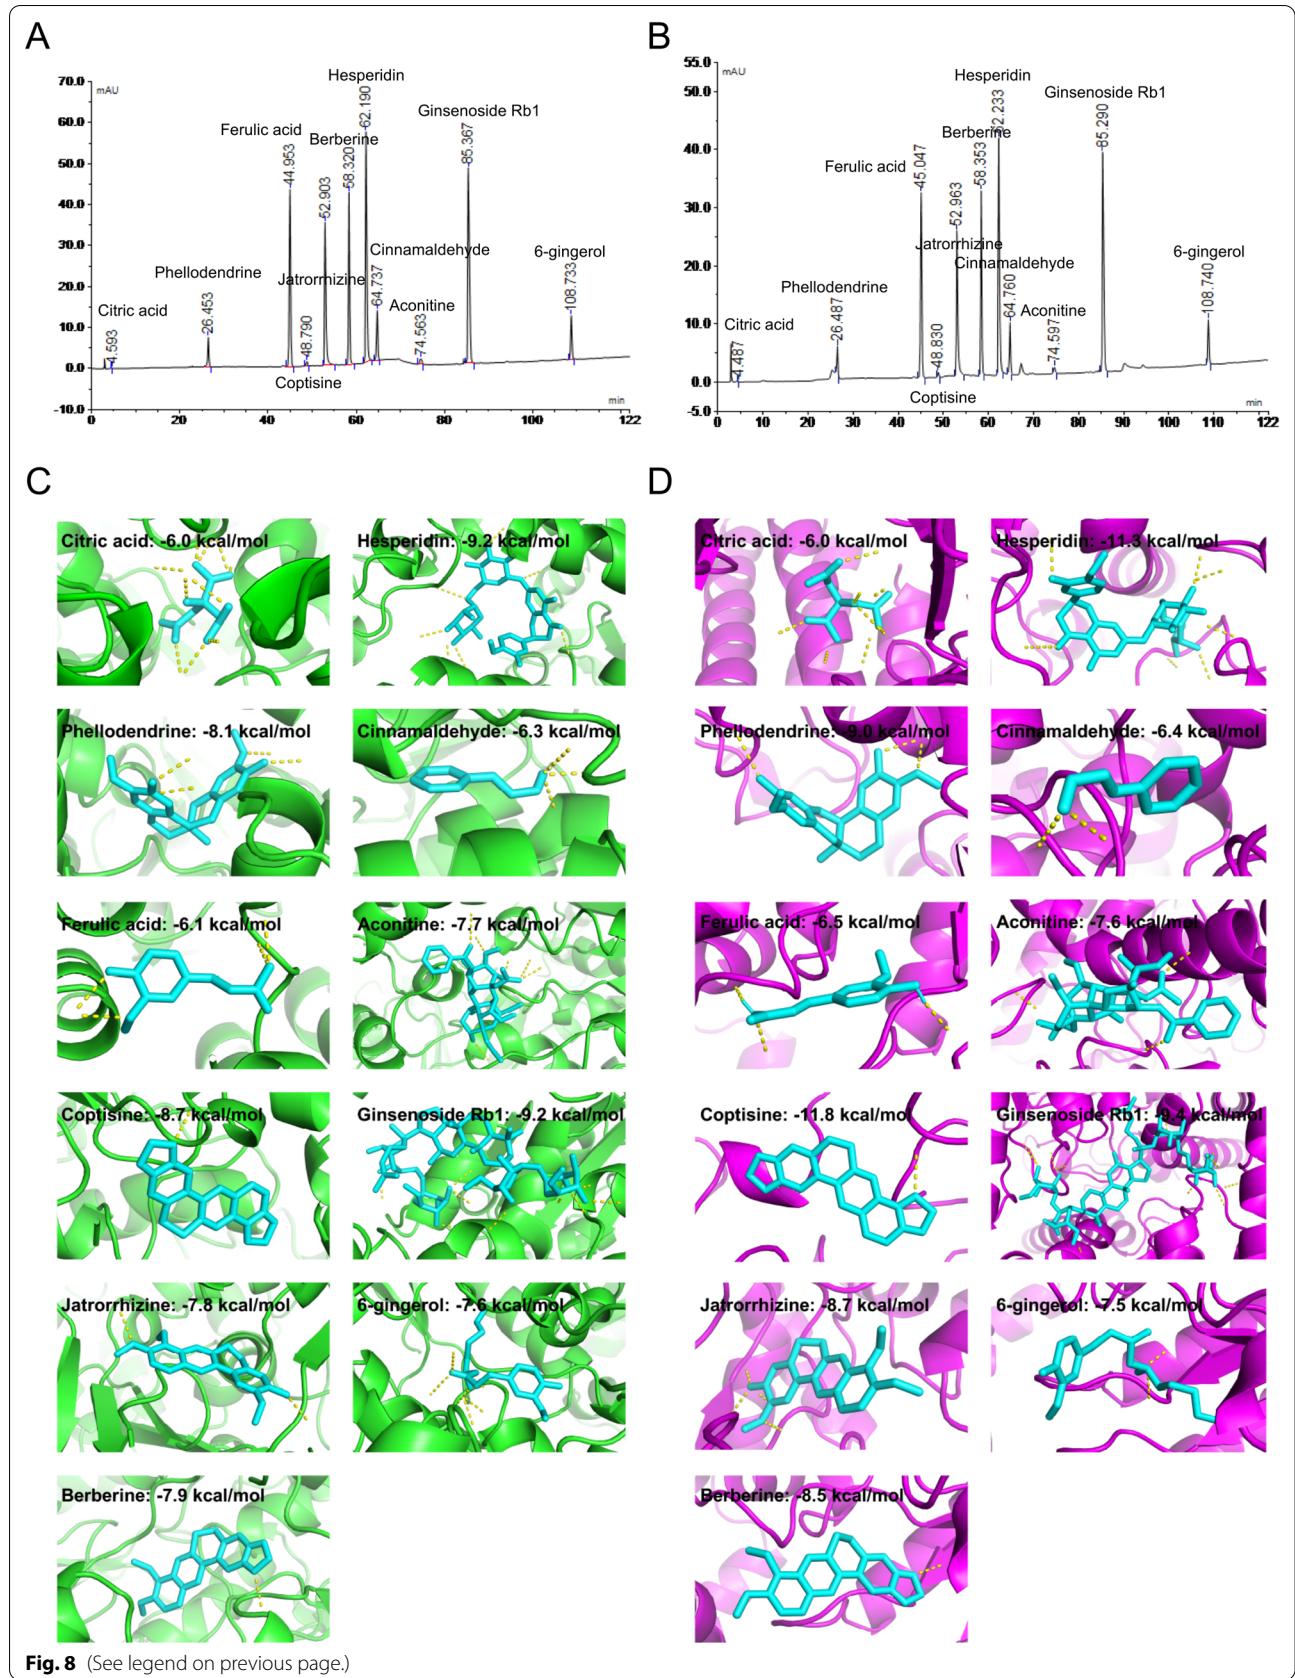 A
mAU
70.0
60.0
50.0
40.0
30.0
20.0
10.0
0.0
-10.0
Hesperidin
Ginsenoside Rb1
Ferulic acid
Berberine
Cinnamaldehyde
6-gingerol
Phellodendrine
Jatrorrhizine
Citric acid
Aconitine
Coptisine
4.593
26.453
44.953
48.790
52.903
58.320
62.190
64.737
74.563
85.367
108.733
min
0 20 40 60 80 100 122
B
mAU
55.0
50.0
40.0
30.0
20.0
10.0
0.0
-5.0
Hesperidin
Ginsenoside Rb1
Berberine
Ferulic acid
Jatrorrhizine
6-gingerol
Cinnamaldehyde
Phellodendrine
Aconitine
Citric acid
Coptisine
4.487
26.487
45.047
48.830
52.963
58.353
62.233
64.760
74.597
85.290
108.740
min
0 10 20 30 40 50 60 70 80 90 100 110 122
C
Citric acid: -6.0 kcal/mol
Hesperidin: -9.2 kcal/mol
Phellodendrine: -8.1 kcal/mol
Cinnamaldehyde: -6.3 kcal/mol
Ferulic acid: -6.1 kcal/mol
Aconitine: -7.7 kcal/mol
Coptisine: -8.7 kcal/mol
Ginsenoside Rb1: -9.2 kcal/mol
Jatrorrhizine: -7.8 kcal/mol
6-gingerol: -7.6 kcal/mol
Berberine: -7.9 kcal/mol
D
Citric acid: -6.0 kcal/mol
Hesperidin: -11.3 kcal/mol
Phellodendrine: -9.0 kcal/mol
Cinnamaldehyde: -6.4 kcal/mol
Ferulic acid: -6.5 kcal/mol
Aconitine: -7.6 kcal/mol
Coptisine: -11.8 kcal/mol
Ginsenoside Rb1: -9.4 kcal/mol
Jatrorrhizine: -8.7 kcal/mol
6-gingerol: -7.5 kcal/mol
Berberine: -8.5 kcal/mol
Fig. 8 (See legend on previous page.)